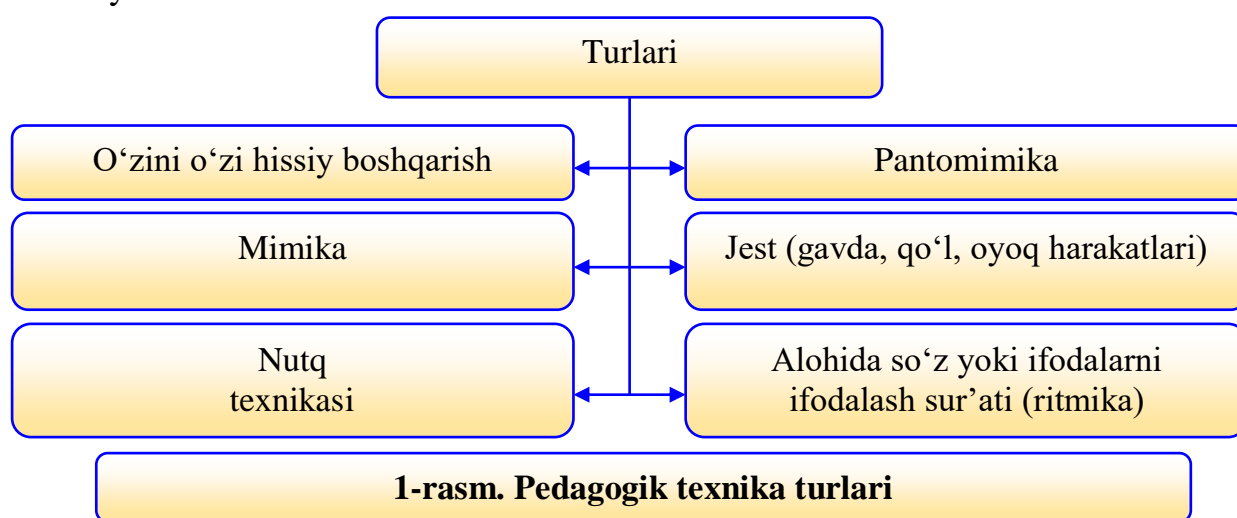 Turlari
O‘zini o‘zi hissiy boshqarish
Pantomimika
Mimika
Jest (gavda, qo‘l, oyoq harakatlari)
Nutq
texnikasi
Alohida so‘z yoki ifodalarni
ifodalash sur’ati (ritmika)
1-rasm. Pedagogik texnika turlari